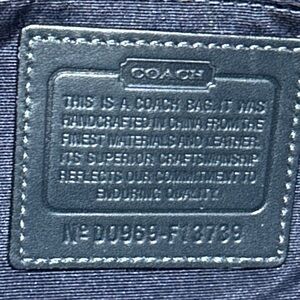 COACH
THIS IS A COACH BAG. IT WAS
HANDCRAFTED IN CHINA FROM THE
FINEST MATERIALS AND LEATHER.
ITS SUPERIOR CRAFTSMANSHIP
REFLECTS OUR COMMITMENT TO
ENDURING QUALITY.
Nº D0969-F13739